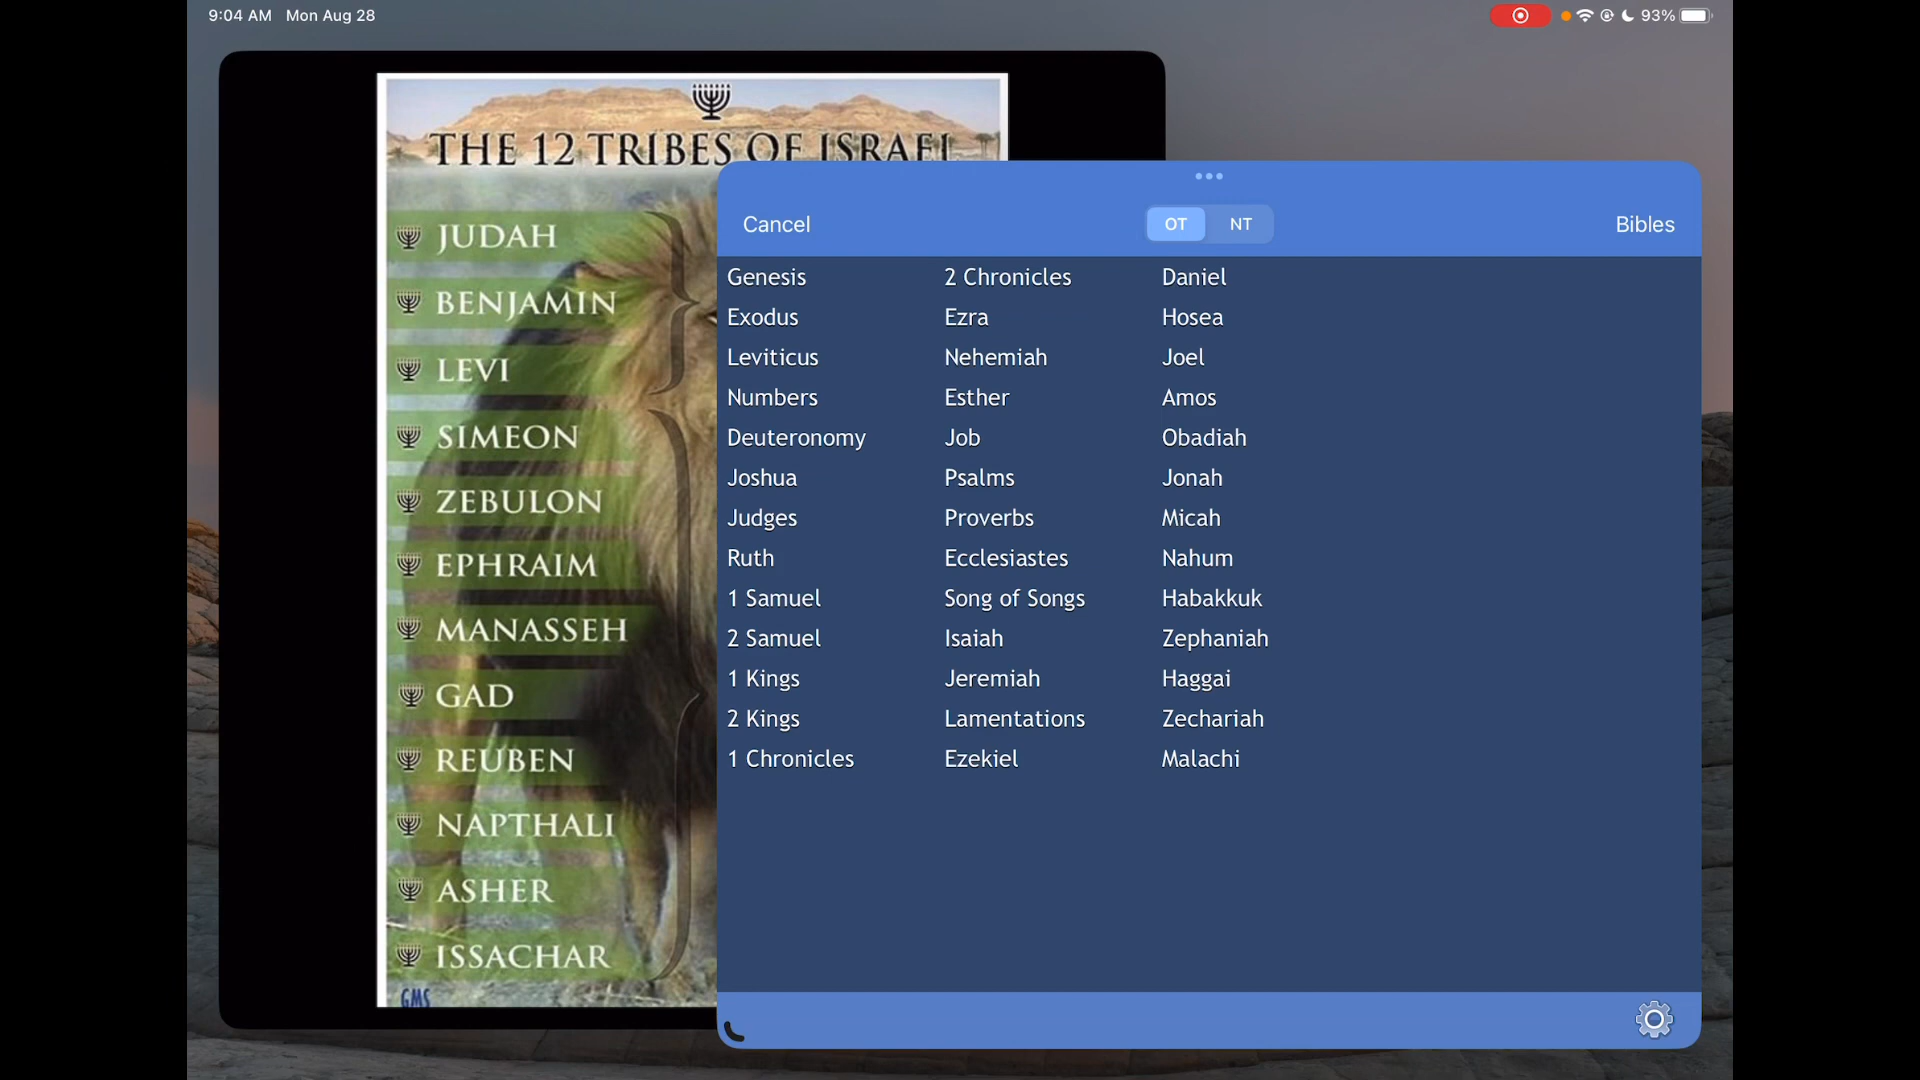 9:04 AM Mon Aug 28
93%
THE 12 TRIBES OF ISRAEL
JUDAH
BENJAMIN
LEVI
SIMEON
ZEBULON
EPHRAIM
MANASSEH
GAD
REUBEN
NAPTHALI
ASHER
ISSACHAR
GMS
Cancel
OT NT
Bibles
Genesis 2 Chronicles Daniel
Exodus Ezra Hosea
Leviticus Nehemiah Joel
Numbers Esther Amos
Deuteronomy Job Obadiah
Joshua Psalms Jonah
Judges Proverbs Micah
Ruth Ecclesiastes Nahum
1 Samuel Song of Songs Habakkuk
2 Samuel Isaiah Zephaniah
1 Kings Jeremiah Haggai
2 Kings Lamentations Zechariah
1 Chronicles Ezekiel Malachi